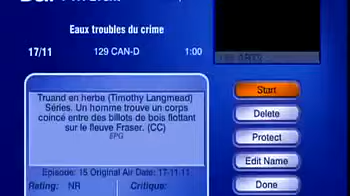 Eaux troubles du crime
17/11 129 CAN-D 1:00
Truand en herbe (Timothy Langmead)
Séries. Un homme trouve un corps
coincé entre des billots de bois flottant
sur le fleuve Fraser. (CC)
EPG
Episode: 15 Original Air Date: 17-11-11
Rating: NR Critique:
Start
Delete
Protect
Edit Name
Done